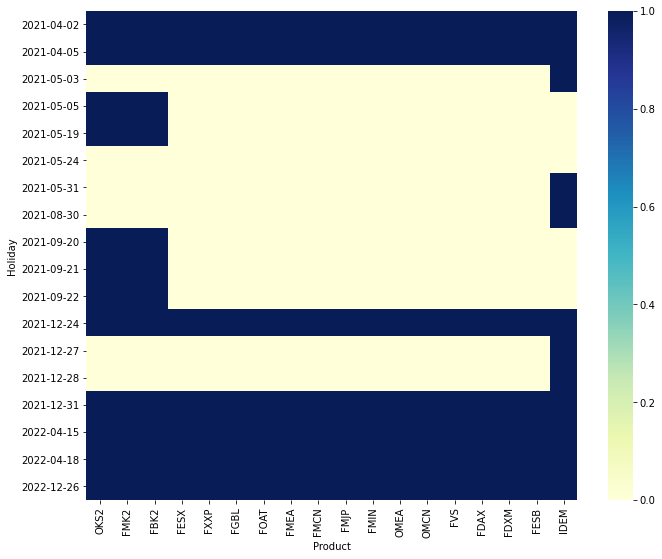 Holiday
2021-04-02
2021-04-05
2021-05-03
2021-05-05
2021-05-19
2021-05-24
2021-05-31
2021-08-30
2021-09-20
2021-09-21
2021-09-22
2021-12-24
2021-12-27
2021-12-28
2021-12-31
2022-04-15
2022-04-18
2022-12-26
OKS2
FMK2
FBK2
FESX
FXXP
FGBL
FOAT
FMEA
FMCN
FMJP
FMIN
OMEA
OMCN
FVS
FDAX
FDXM
FESB
IDEM
Product
1.0
0.8
0.6
0.4
0.2
0.0